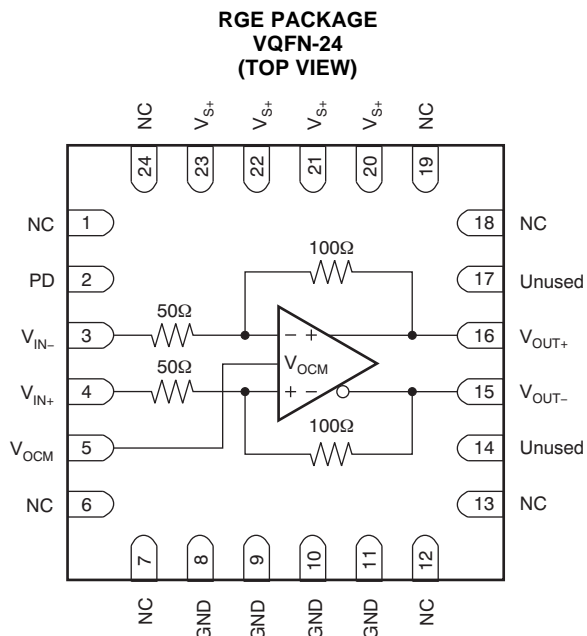 RGE PACKAGE
VQFN-24
(TOP VIEW)
NC V_S+ V_S+ V_S+ V_S+ NC
24 23 22 21 20 19
NC 1 18 NC
100Ω
PD 2 17 Unused
50Ω
V_IN– 3 − + 16 V_OUT+
50Ω V_OCM
V_IN+ 4 + − 15 V_OUT–
V_OCM 5 100Ω 14 Unused
NC 6 13 NC
7 8 9 10 11 12
NC GND GND GND GND NC